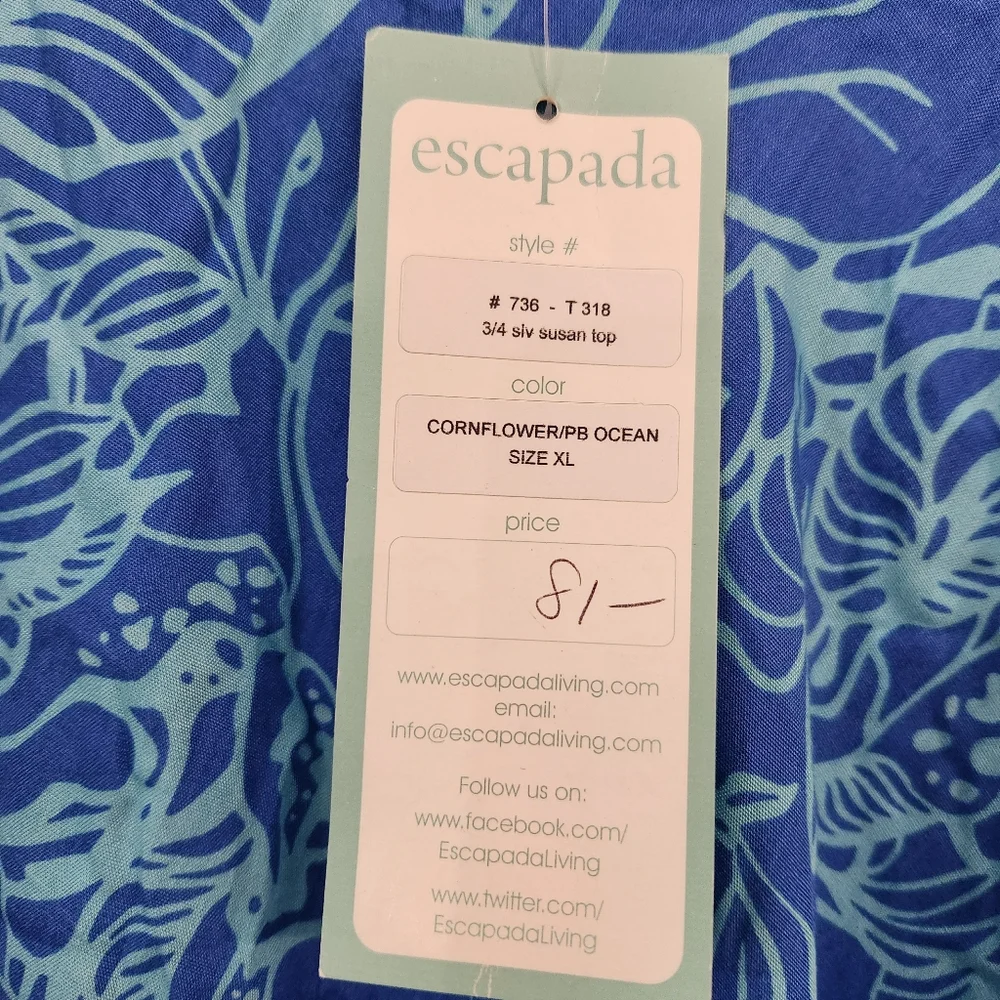 escapada
style #
# 736 - T 318
3/4 slv susan top
color
CORNFLOWER/PB OCEAN
SIZE XL
price
81—
www.escapadaliving.com
email:
info@escapadaliving.com
Follow us on:
www.facebook.com/
EscapadaLiving
www.twitter.com/
EscapadaLiving